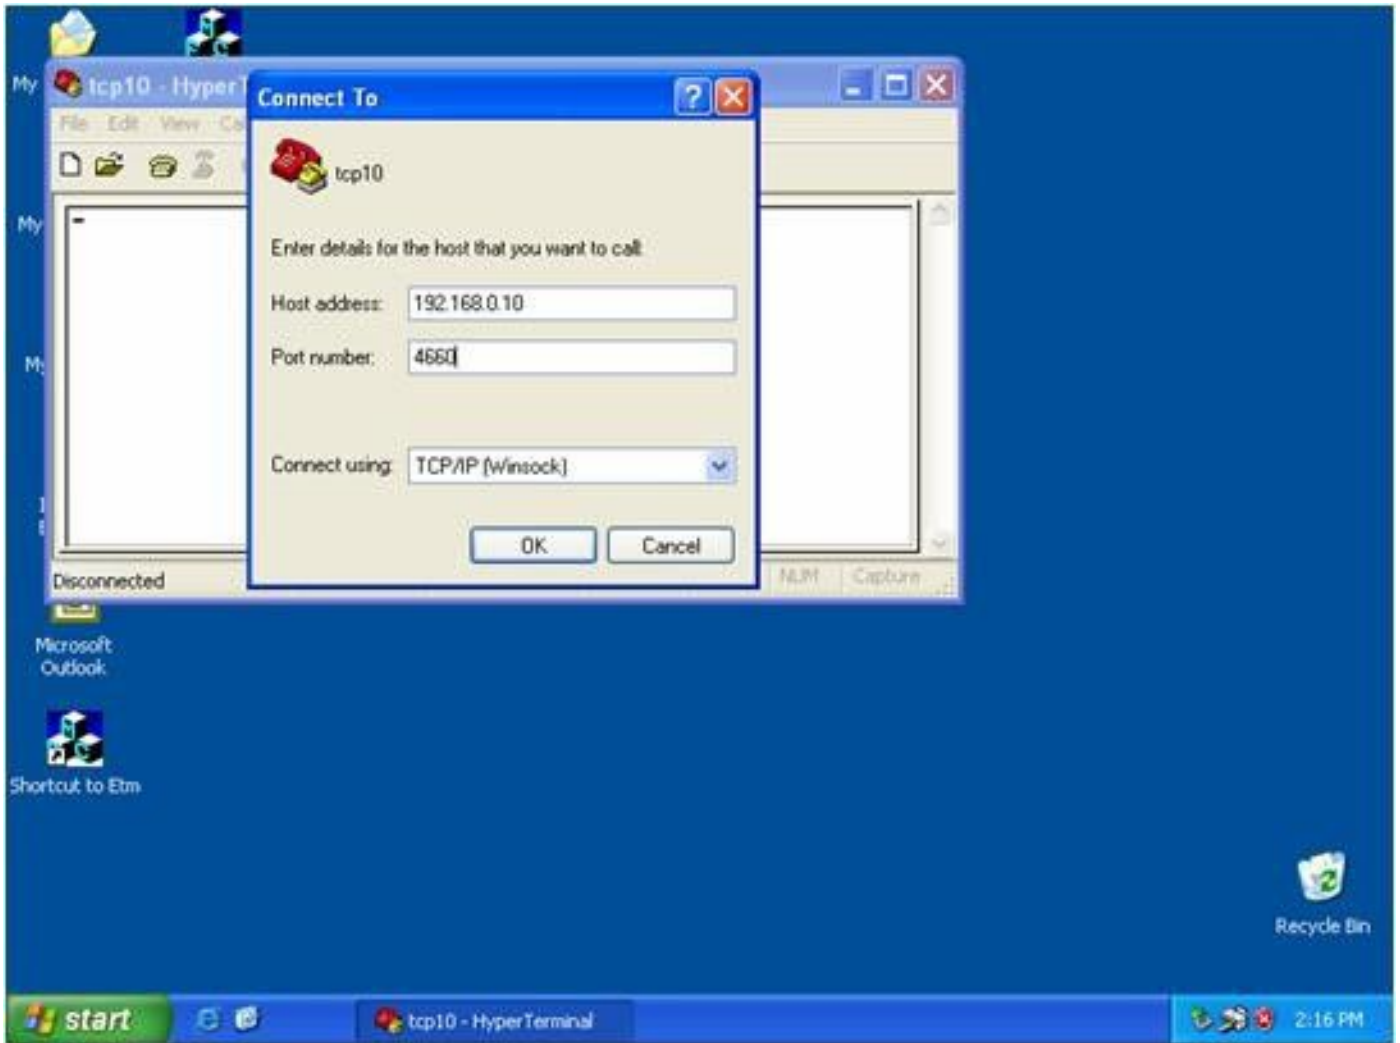 My
tcp10 - HyperT
File Edit View Ca
Connect To
tcp10
Enter details for the host that you want to call:
Host address: 192.168.0.10
Port number: 4660
Connect using: TCP/IP (Winsock)
OK Cancel
My
My
Disconnected
NUM Capture
Microsoft
Outlook
Shortcut to Etm
Recycle Bin
start
tcp10 - HyperTerminal
2:16 PM